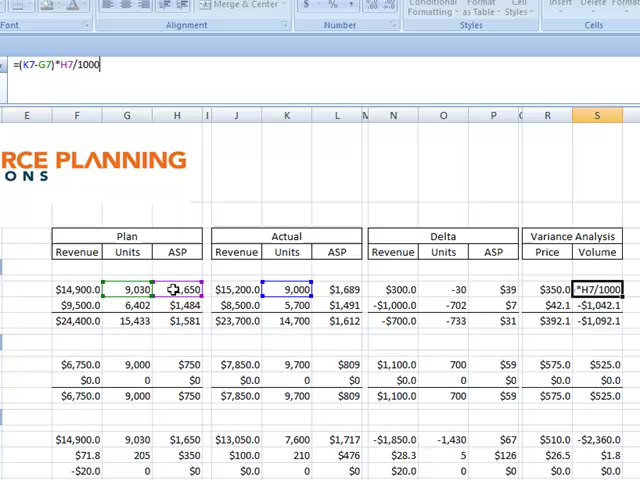 Merge & Center
$ % ,
Conditional Format Cell Insert Delete Format
Formatting as Table Styles
Font Alignment Number Styles Cells
=(K7-G7)*H7/1000
E F G H I J K L M N O P R S
RCE PLANNING
ONS
Plan Actual Delta Variance Analysis
Revenue Units ASP Revenue Units ASP Revenue Units ASP Price Volume
$14,900.0 9,030 $1,650 $15,200.0 9,000 $1,689 $300.0 -30 $39 $350.0 *H7/1000
$9,500.0 6,402 $1,484 $8,500.0 5,700 $1,491 -$1,000.0 -702 $7 $42.1 -$1,042.1
$24,400.0 15,433 $1,581 $23,700.0 14,700 $1,612 -$700.0 -733 $31 $392.1 -$1,092.1
$6,750.0 9,000 $750 $7,850.0 9,700 $809 $1,100.0 700 $59 $575.0 $525.0
$0.0 0 $0 $0.0 0 $0 $0.0 0 $0 $0.0 $0.0
$6,750.0 9,000 $750 $7,850.0 9,700 $809 $1,100.0 700 $59 $575.0 $525.0
$14,900.0 9,030 $1,650 $13,050.0 7,600 $1,717 -$1,850.0 -1,430 $67 $510.0 -$2,360.0
$71.8 205 $350 $100.0 210 $476 $28.3 5 $126 $26.5 $1.8
-$20.0 0 $0 $0.0 0 $0 $20.0 0 $0 $0.0 $0.0